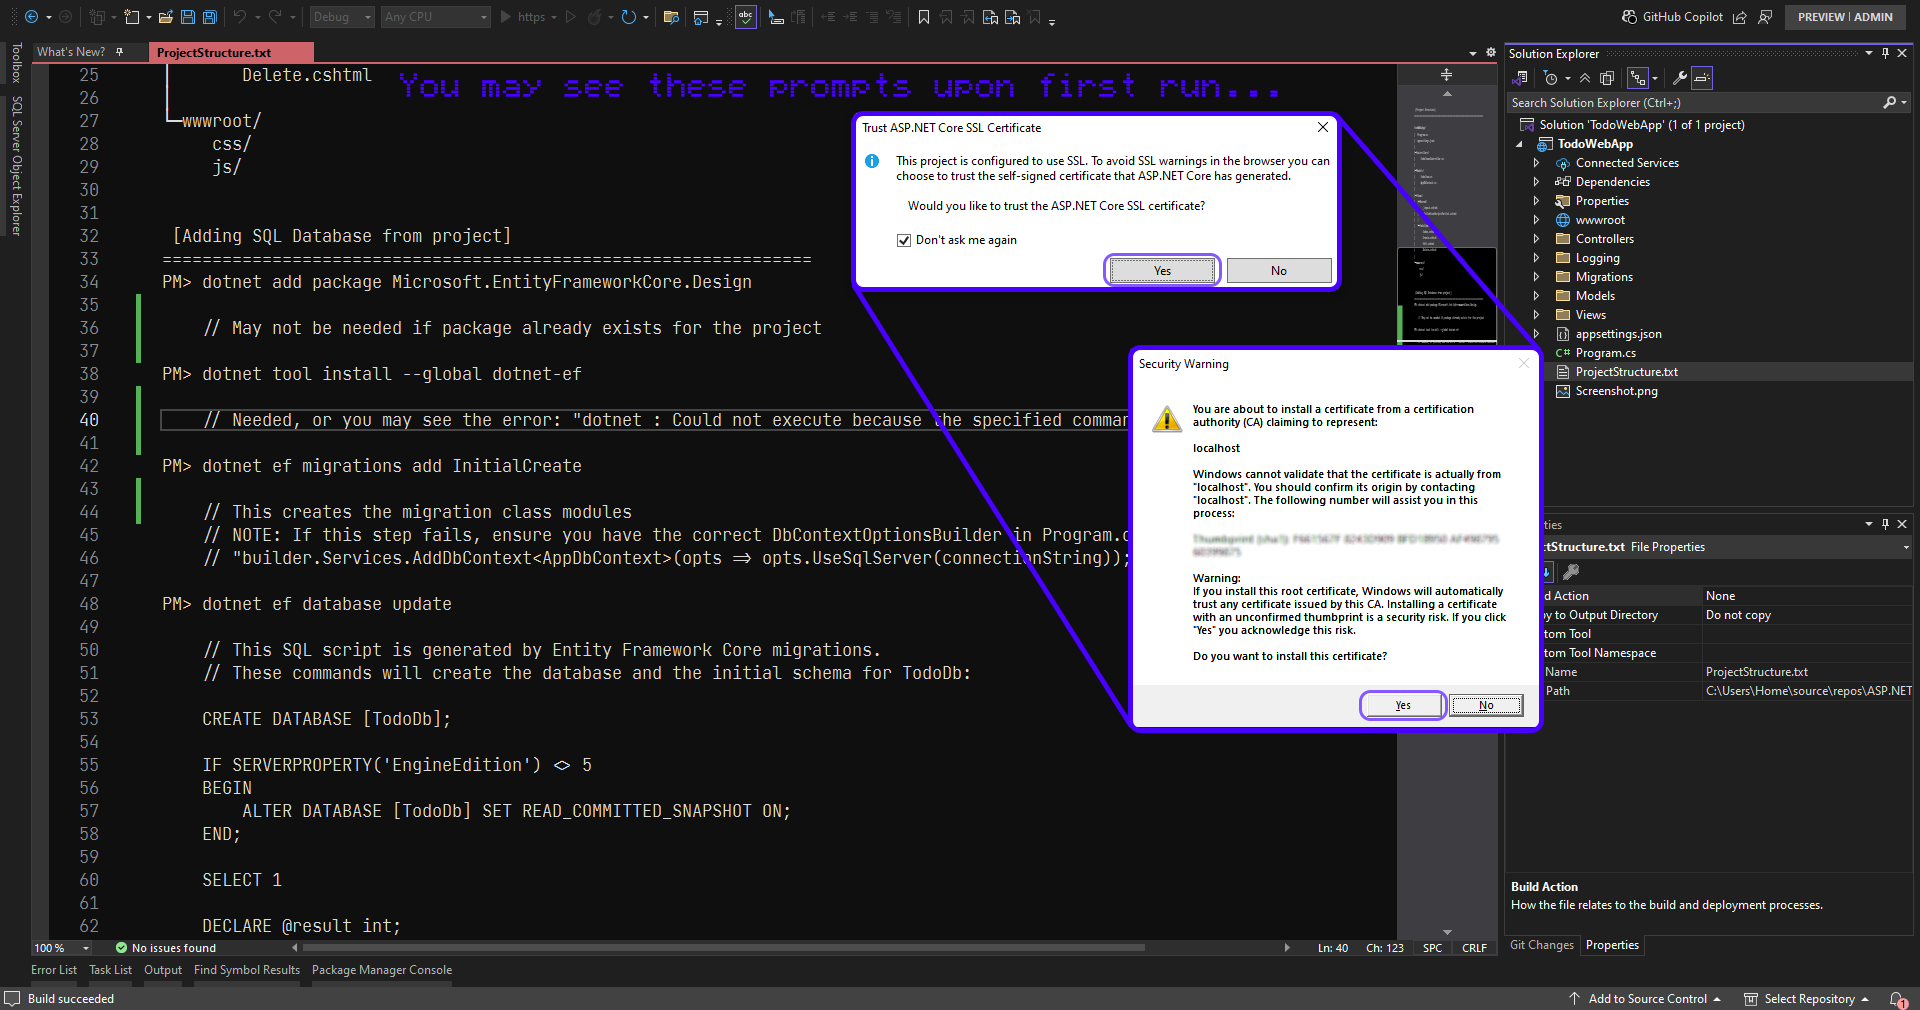 Debug
Any CPU
https
GitHub Copilot
PREVIEW | ADMIN
Toolbox
SQL Server Object Explorer
What's New?
ProjectStructure.txt
You may see these prompts upon first run...
25 Delete.cshtml
26
27 └─wwwroot/
28 css/
29 js/
30
31
32 [Adding SQL Database from project]
33 =================================================================
34 PM> dotnet add package Microsoft.EntityFrameworkCore.Design
35
36 // May not be needed if package already exists for the project
37
38 PM> dotnet tool install --global dotnet-ef
39
40 // Needed, or you may see the error: "dotnet : Could not execute because the specified comman
41
42 PM> dotnet ef migrations add InitialCreate
43
44 // This creates the migration class modules
45 // NOTE: If this step fails, ensure you have the correct DbContextOptionsBuilder in Program.c
46 // "builder.Services.AddDbContext<AppDbContext>(opts => opts.UseSqlServer(connectionString));
47
48 PM> dotnet ef database update
49
50 // This SQL script is generated by Entity Framework Core migrations.
51 // These commands will create the database and the initial schema for TodoDb:
52
53 CREATE DATABASE [TodoDb];
54
55 IF SERVERPROPERTY('EngineEdition') <> 5
56 BEGIN
57 ALTER DATABASE [TodoDb] SET READ_COMMITTED_SNAPSHOT ON;
58 END;
59
60 SELECT 1
61
62 DECLARE @result int;
Trust ASP.NET Core SSL Certificate
This project is configured to use SSL. To avoid SSL warnings in the browser you can
choose to trust the self-signed certificate that ASP.NET Core has generated.
Would you like to trust the ASP.NET Core SSL certificate?
Don't ask me again
Yes
No
Security Warning
You are about to install a certificate from a certification
authority (CA) claiming to represent:
localhost
Windows cannot validate that the certificate is actually from
"localhost". You should confirm its origin by contacting
"localhost". The following number will assist you in this
process:
Warning:
If you install this root certificate, Windows will automatically
trust any certificate issued by this CA. Installing a certificate
with an unconfirmed thumbprint is a security risk. If you click
"Yes" you acknowledge this risk.
Do you want to install this certificate?
Yes
No
Solution Explorer
Search Solution Explorer (Ctrl+;)
Solution 'TodoWebApp' (1 of 1 project)
TodoWebApp
Connected Services
Dependencies
Properties
wwwroot
Controllers
Logging
Migrations
Models
Views
appsettings.json
C# Program.cs
ProjectStructure.txt
Screenshot.png
ties
ctStructure.txt File Properties
d Action None
y to Output Directory Do not copy
tom Tool
tom Tool Namespace
Name ProjectStructure.txt
Path C:\Users\Home\source\repos\ASP.NET
Build Action
How the file relates to the build and deployment processes.
Git Changes Properties
100 % No issues found Ln: 40 Ch: 123 SPC CRLF
Error List Task List Output Find Symbol Results Package Manager Console
Build succeeded Add to Source Control Select Repository 1